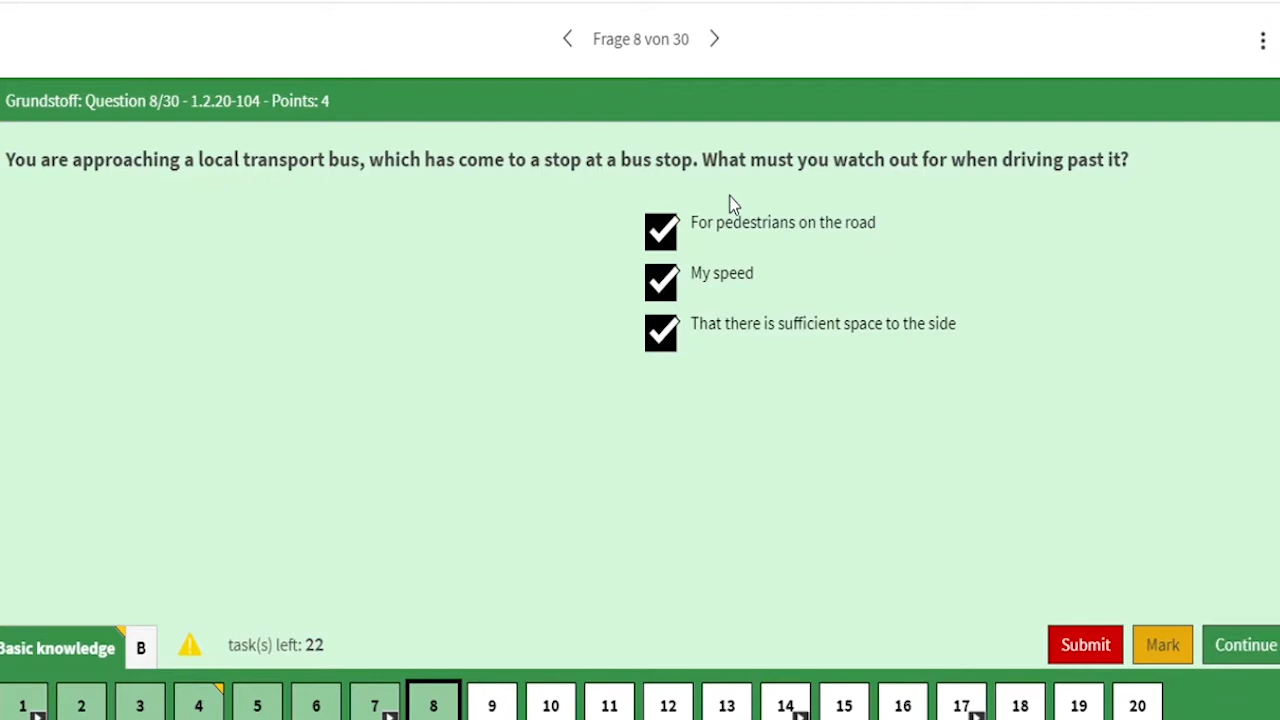 Frage 8 von 30
Grundstoff: Question 8/30 - 1.2.20-104 - Points: 4
You are approaching a local transport bus, which has come to a stop at a bus stop. What must you watch out for when driving past it?
For pedestrians on the road
My speed
That there is sufficient space to the side
Basic knowledge B task(s) left: 22 Submit Mark Continue
1 2 3 4 5 6 7 8 9 10 11 12 13 14 15 16 17 18 19 20